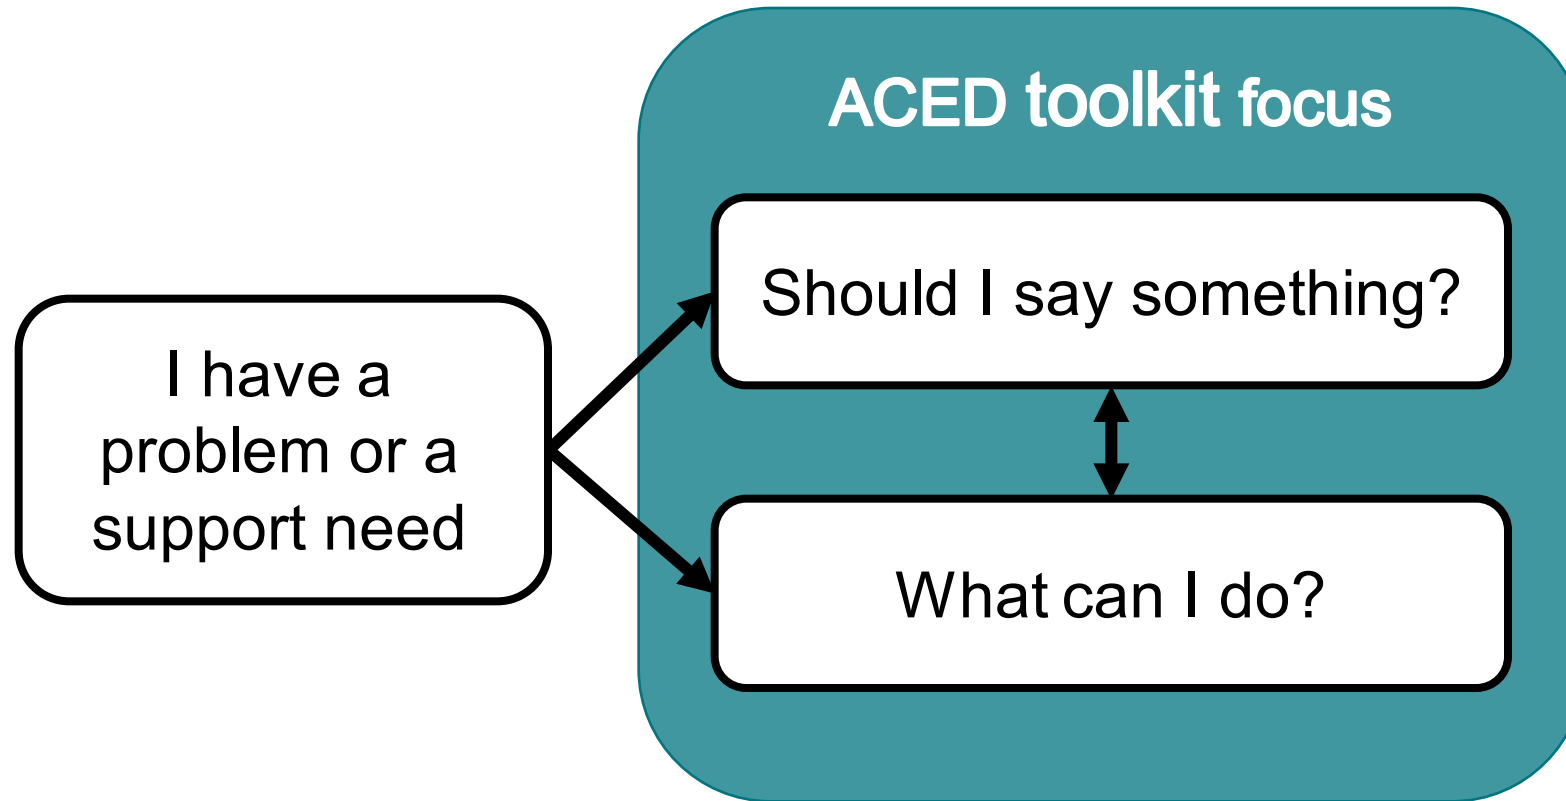 ACED toolkit focus
I have a
problem or a
support need
Should I say something?
What can I do?